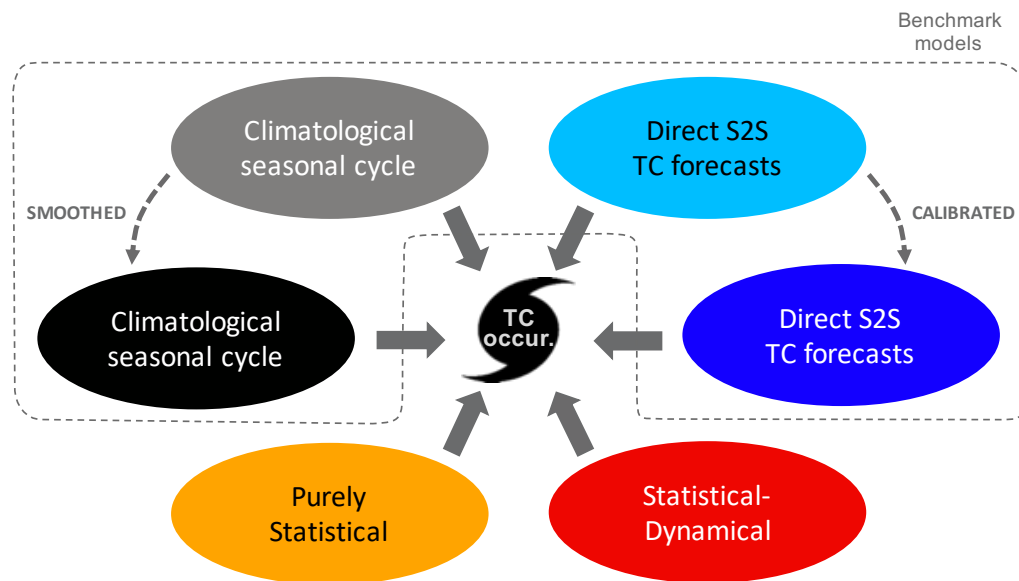 Benchmark
models
Climatological
seasonal cycle
Direct S2S
TC forecasts
SMOOTHED
CALIBRATED
Climatological
seasonal cycle
TC
occur.
Direct S2S
TC forecasts
Purely
Statistical
Statistical-
Dynamical